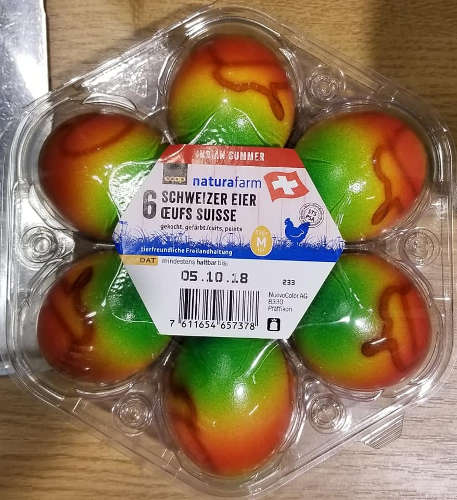 INDIAN SUMMER
coop naturafarm
6 SCHWEIZER EIER
ŒUFS SUISSE
gekocht, gefärbt/cuits, peints
M
tierfreundliche Freilandhaltung
DAT mindestens haltbar bis:
05.10.18
233
NuovoColor AG
8330
Pfäffikon
7 611654 657378